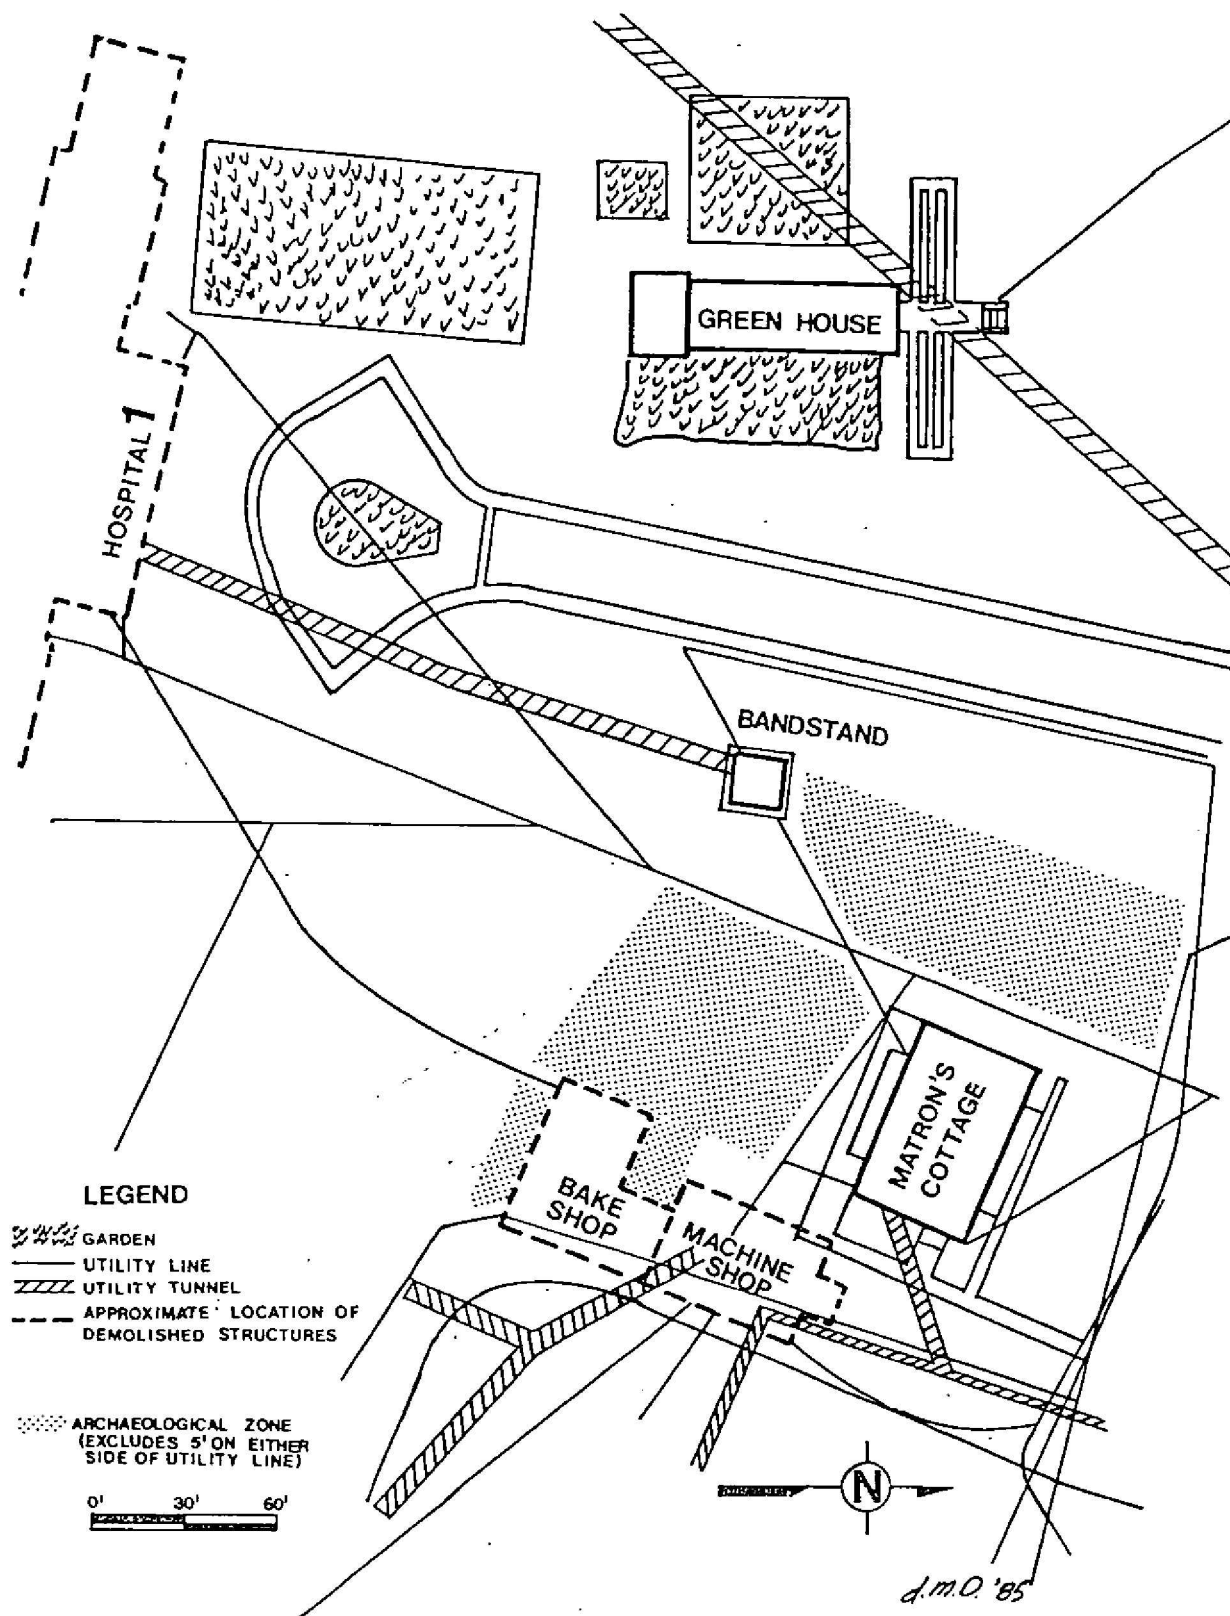 GREEN HOUSE
HOSPITAL 1
BANDSTAND
MATRON'S
COTTAGE
BAKE
SHOP
MACHINE
SHOP
LEGEND
GARDEN
UTILITY LINE
UTILITY TUNNEL
APPROXIMATE LOCATION OF
DEMOLISHED STRUCTURES
ARCHAEOLOGICAL ZONE
(EXCLUDES 5' ON EITHER
SIDE OF UTILITY LINE)
0' 30' 60'
N
d.m.O. '85